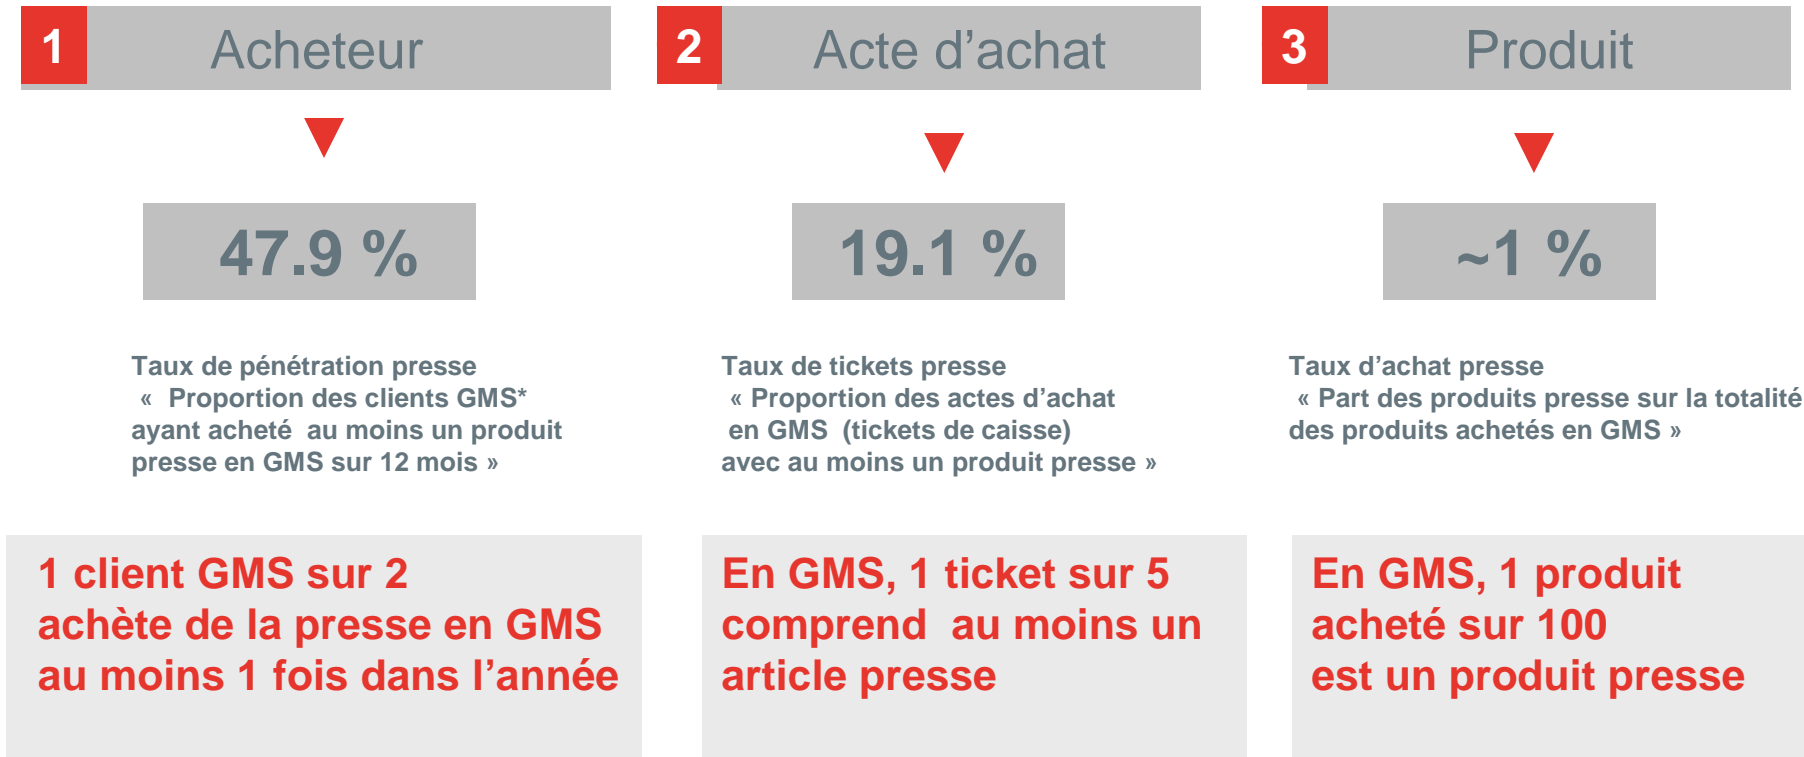 1 Acheteur
47.9 %
Taux de pénétration presse
« Proportion des clients GMS*
ayant acheté au moins un produit
presse en GMS sur 12 mois »
1 client GMS sur 2
achète de la presse en GMS
au moins 1 fois dans l’année
2 Acte d’achat
19.1 %
Taux de tickets presse
« Proportion des actes d’achat
en GMS (tickets de caisse)
avec au moins un produit presse »
En GMS, 1 ticket sur 5
comprend au moins un
article presse
3 Produit
~1 %
Taux d’achat presse
« Part des produits presse sur la totalité
des produits achetés en GMS »
En GMS, 1 produit
acheté sur 100
est un produit presse